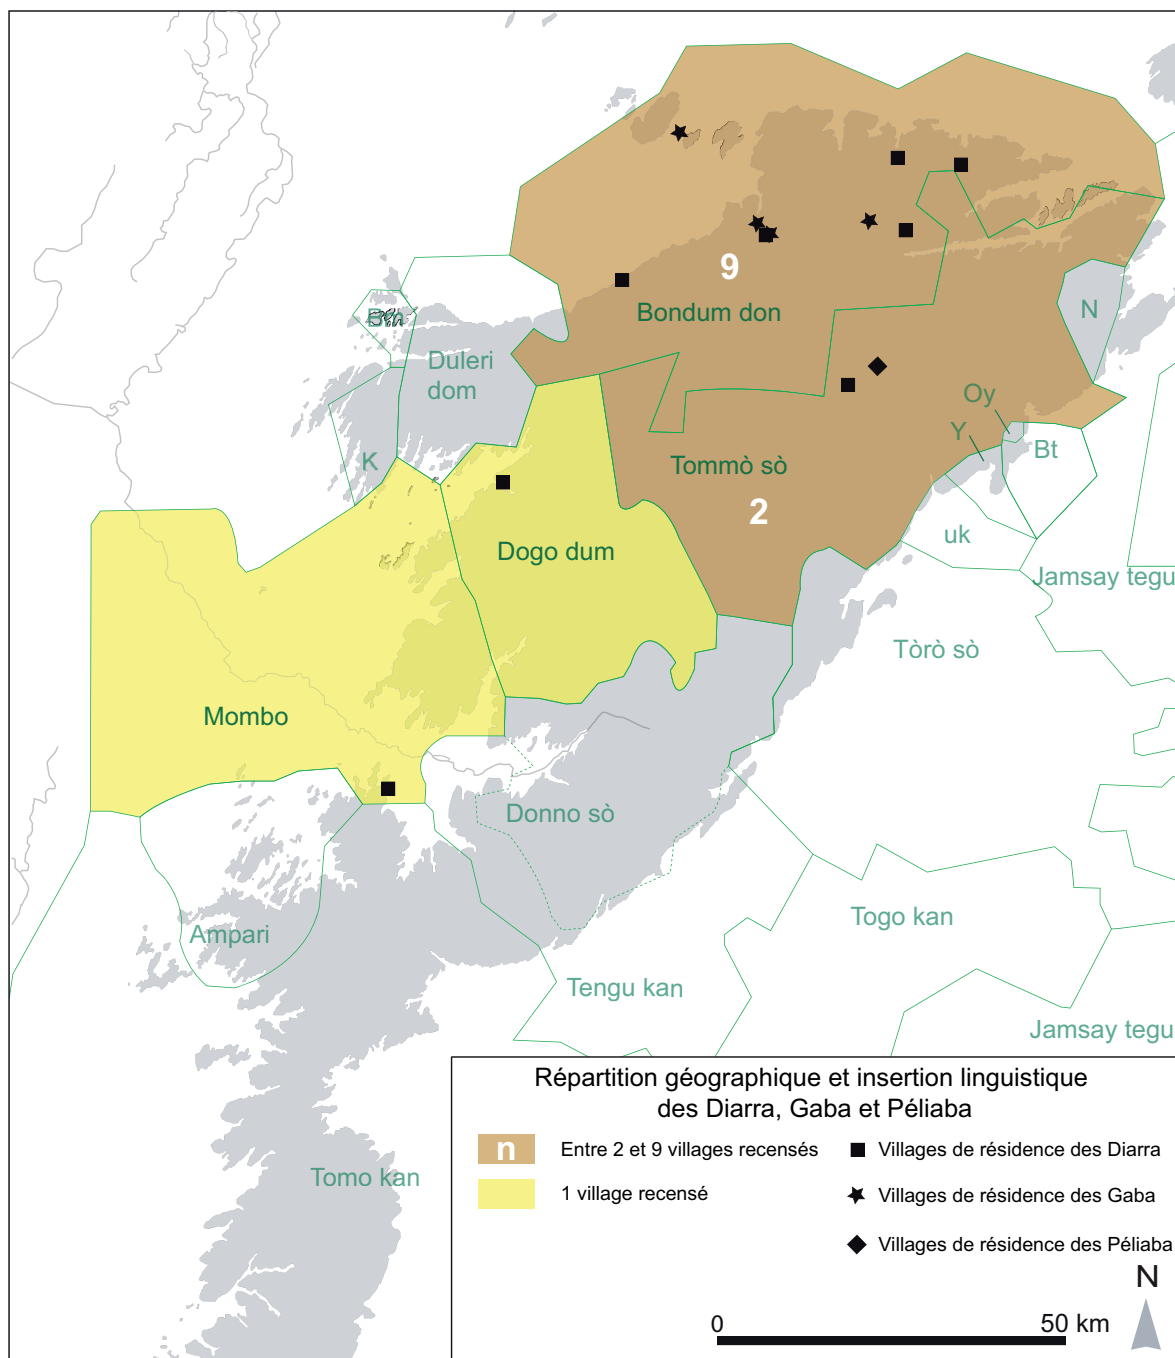 9
Bondum don
N
Duleri
dom
Oy
Y
Bt
K
Tommò sò
2
uk
Dogo dum
Jamsay tegu
Tòrò sò
Mombo
Donno sò
Togo kan
Ampari
Tengu kan
Jamsay tegu
Tomo kan
Répartition géographique et insertion linguistique
des Diarra, Gaba et Péliaba
n Entre 2 et 9 villages recensés
1 village recensé
Villages de résidence des Diarra
Villages de résidence des Gaba
Villages de résidence des Péliaba
N
0 50 km